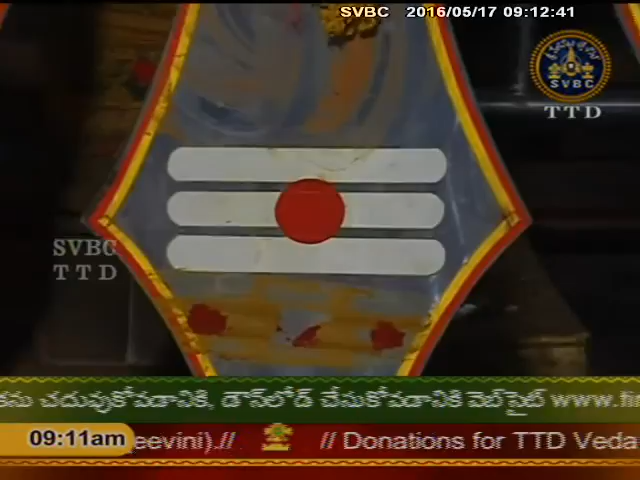 SVBC 2016/05/17 09:12:41
SVBC
TTD
SVBC
TTD
చదువుకోవడానికి, డౌన్‌లోడ్ చేసుకోవడానికి వెబ్‌సైట్ www.
09:11am eevini).// // Donations for TTD Veda